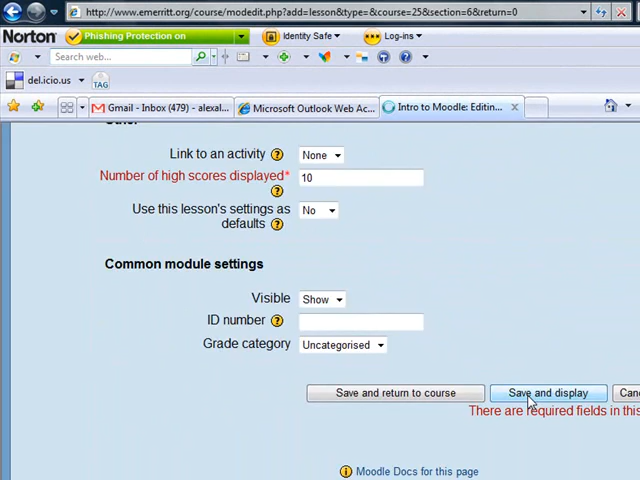 http://www.emerritt.org/course/modedit.php?add=lesson&type=&course=25&section=6&return=0
Norton Phishing Protection on Identity Safe Log-ins
Search web...
del.icio.us TAG
Gmail - Inbox (479) - alexal... Microsoft Outlook Web Ac... Intro to Moodle: Editin...
Link to an activity None
Number of high scores displayed* 10
Use this lesson's settings as No
defaults
Common module settings
Visible Show
ID number
Grade category Uncategorised
Save and return to course Save and display
There are required fields in this
Moodle Docs for this page